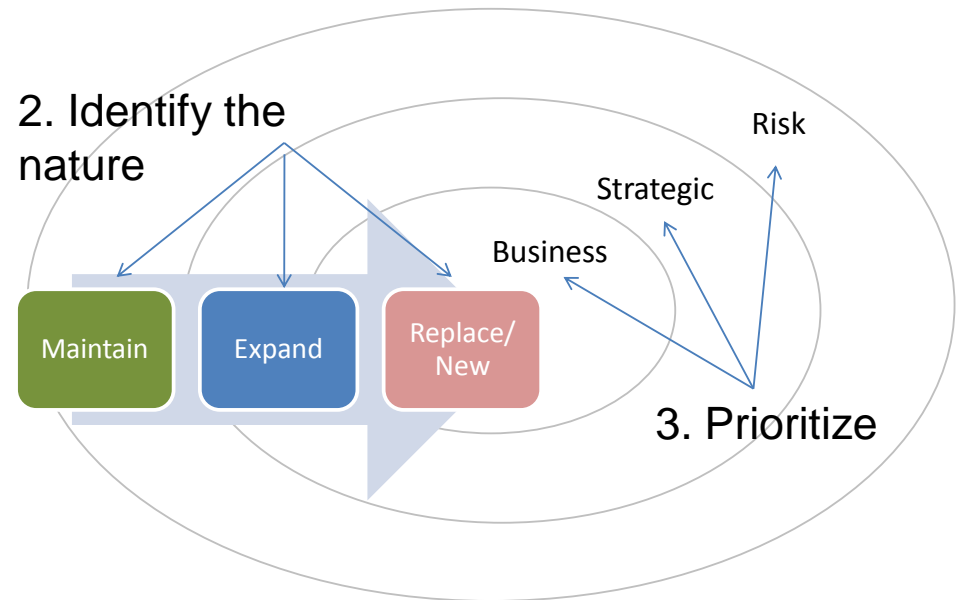 2. Identify the
nature
Risk
Strategic
Business
Maintain
Expand
Replace/
New
3. Prioritize